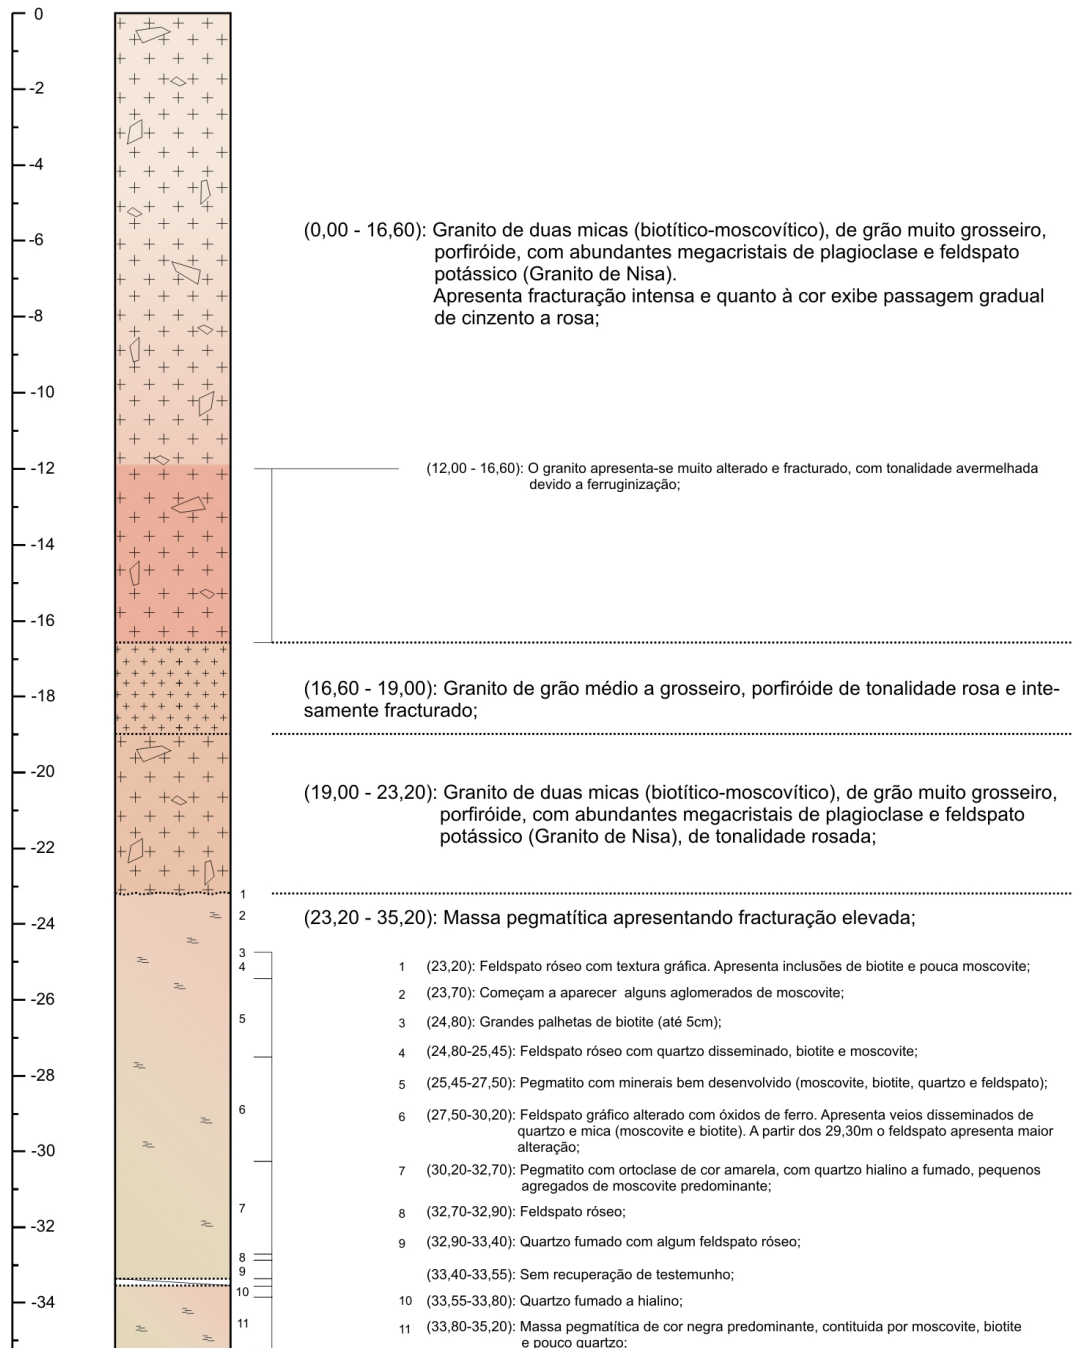 0
-2
-4
-6
-8
-10
-12
-14
-16
-18
-20
-22
-24
-26
-28
-30
-32
-34
(0,00 - 16,60): Granito de duas micas (biotítico-moscovítico), de grão muito grosseiro,
porfiróide, com abundantes megacristais de plagioclase e feldspato
potássico (Granito de Nisa).
Apresenta fracturação intensa e quanto à cor exibe passagem gradual
de cinzento a rosa;
(12,00 - 16,60): O granito apresenta-se muito alterado e fracturado, com tonalidade avermelhada
devido a ferruginização;
(16,60 - 19,00): Granito de grão médio a grosseiro, porfiróide de tonalidade rosa e inte-
samente fracturado;
(19,00 - 23,20): Granito de duas micas (biotítico-moscovítico), de grão muito grosseiro,
porfiróide, com abundantes megacristais de plagioclase e feldspato
potássico (Granito de Nisa), de tonalidade rosada;
1
2
3
4
5
6
7
8
9
10
11
(23,20 - 35,20): Massa pegmatítica apresentando fracturação elevada;
1 (23,20): Feldspato róseo com textura gráfica. Apresenta inclusões de biotite e pouca moscovite;
2 (23,70): Começam a aparecer alguns aglomerados de moscovite;
3 (24,80): Grandes palhetas de biotite (até 5cm);
4 (24,80-25,45): Feldspato róseo com quartzo disseminado, biotite e moscovite;
5 (25,45-27,50): Pegmatito com minerais bem desenvolvido (moscovite, biotite, quartzo e feldspato);
6 (27,50-30,20): Feldspato gráfico alterado com óxidos de ferro. Apresenta veios disseminados de
quartzo e mica (moscovite e biotite). A partir dos 29,30m o feldspato apresenta maior
alteração;
7 (30,20-32,70): Pegmatito com ortoclase de cor amarela, com quartzo hialino a fumado, pequenos
agregados de moscovite predominante;
8 (32,70-32,90): Feldspato róseo;
9 (32,90-33,40): Quartzo fumado com algum feldspato róseo;
(33,40-33,55): Sem recuperação de testemunho;
10 (33,55-33,80): Quartzo fumado a hialino;
11 (33,80-35,20): Massa pegmatítica de cor negra predominante, contituida por moscovite, biotite
e pouco quartzo;